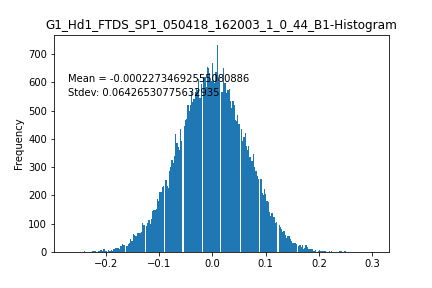 G1_Hd1_FTDS_SP1_050418_162003_1_0_44_B1-Histogram
700
600
500
400
300
200
100
0
Frequency
Mean = -0.00022734692555080886
Stdev: 0.06426530775632935
−0.2 −0.1 0.0 0.1 0.2 0.3